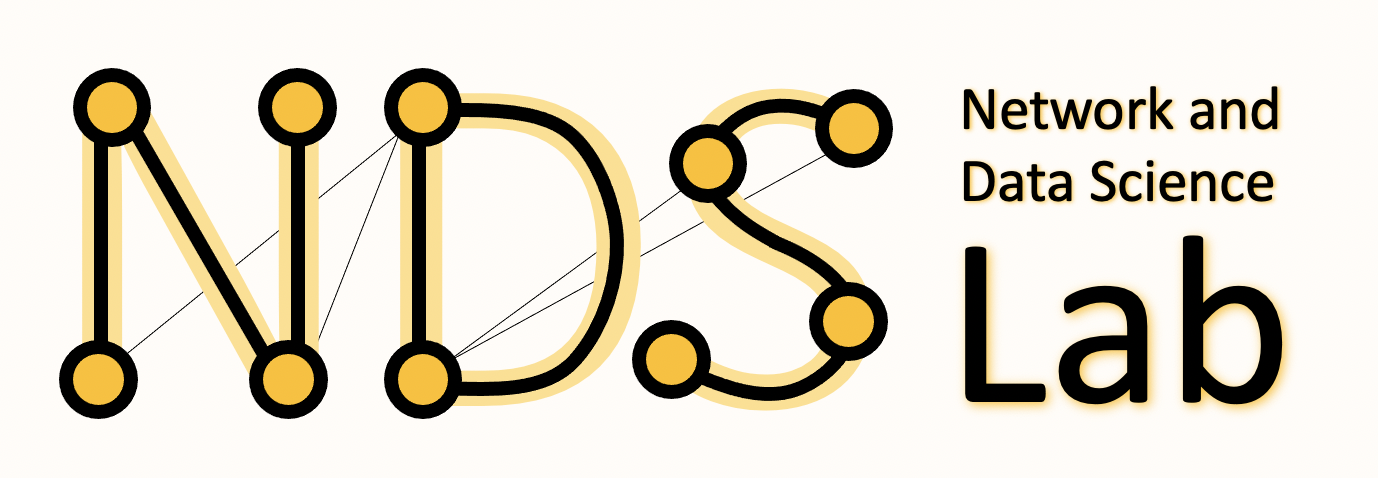 NDS
Network and
Data Science
Lab